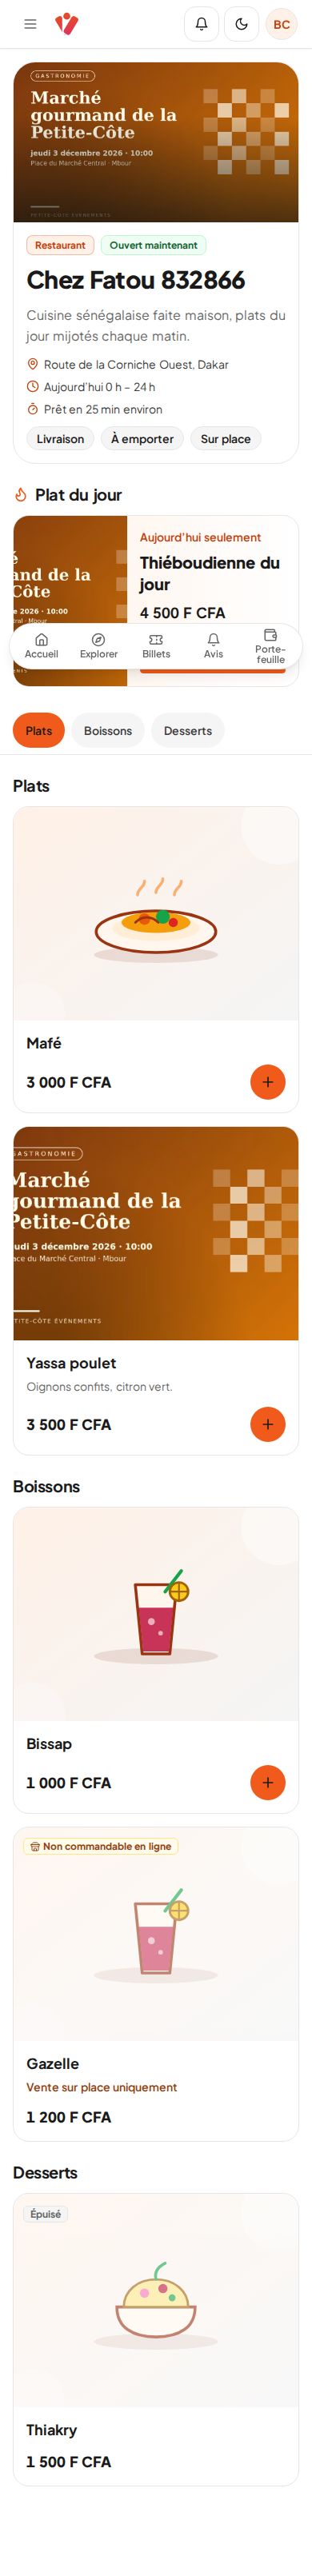 BC
GASTRONOMIE
Marché
gourmand de la
Petite-Côte
jeudi 3 décembre 2026 · 10:00
Place du Marché Central · Mbour
PETITE-CÔTE ÉVÉNEMENTS
Restaurant
Ouvert maintenant
Chez Fatou 832866
Cuisine sénégalaise faite maison, plats du
jour mijotés chaque matin.
Route de la Corniche Ouest, Dakar
Aujourd'hui 0 h – 24 h
Prêt en 25 min environ
Livraison
À emporter
Sur place
Plat du jour
é
and de la
Côte
e 2026 · 10:00
Aujourd'hui seulement
Thiéboudienne du
jour
4 500 F CFA
Accueil
Explorer
Billets
Avis
Porte-
feuille
Plats
Boissons
Desserts
Plats
Mafé
3 000 F CFA
GASTRONOMIE
Marché
gourmand de la
Petite-Côte
udi 3 décembre 2026 · 10:00
ace du Marché Central · Mbour
TITE-CÔTE ÉVÉNEMENTS
Yassa poulet
Oignons confits, citron vert.
3 500 F CFA
Boissons
Bissap
1 000 F CFA
Non commandable en ligne
Gazelle
Vente sur place uniquement
1 200 F CFA
Desserts
Épuisé
Thiakry
1 500 F CFA